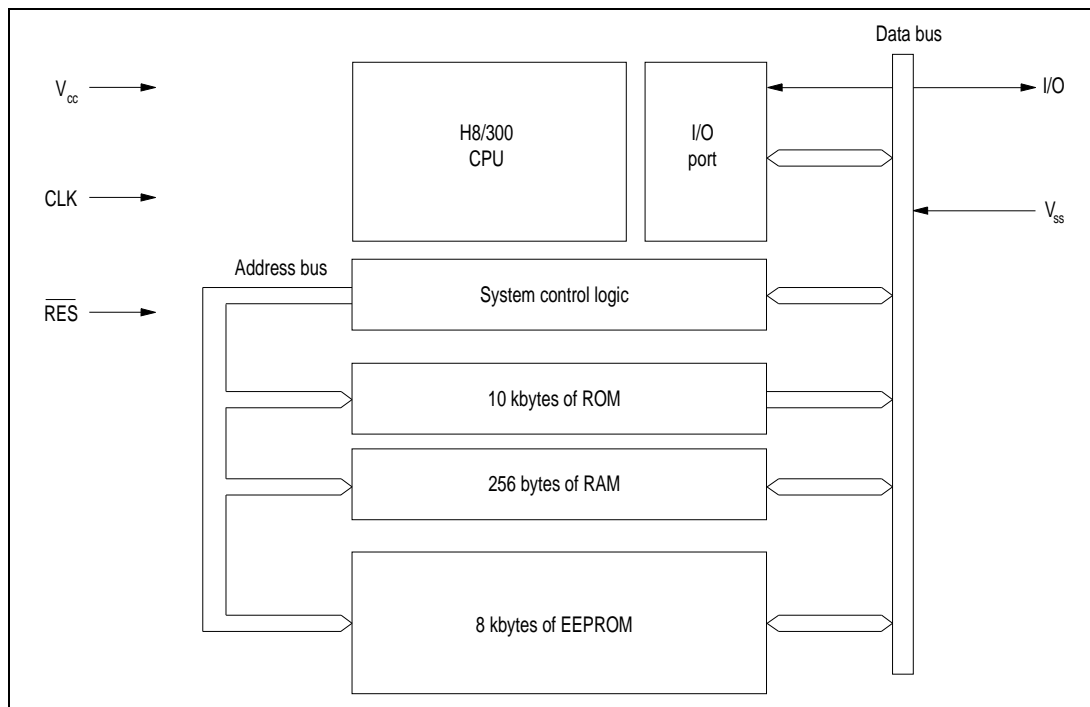 Data bus
Vcc
H8/300
CPU
I/O
port
I/O
CLK
Vss
Address bus
System control logic
RES
10 kbytes of ROM
256 bytes of RAM
8 kbytes of EEPROM